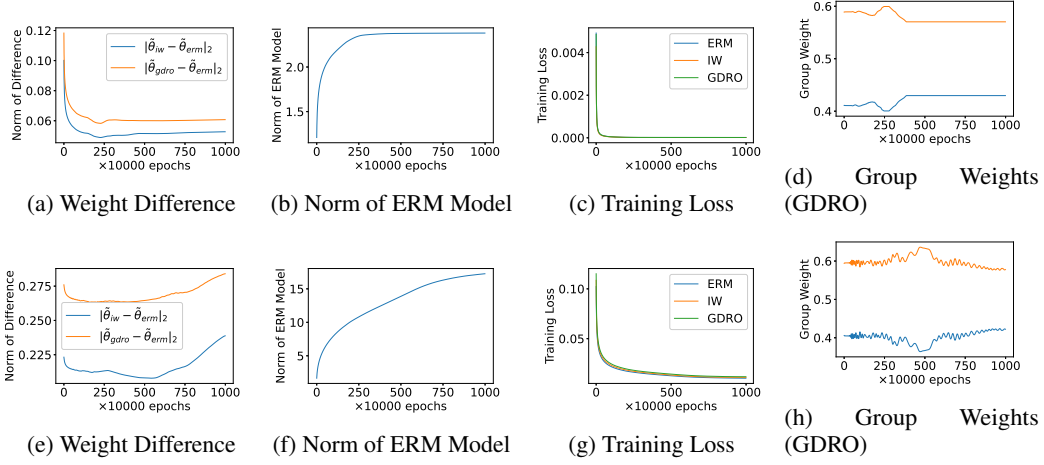 0.12
0.10
0.08
0.06
Norm of Difference
|θ̃iw − θ̃erm|2
|θ̃gdro − θ̃erm|2
0 250 500 750 1000
×10000 epochs
(a) Weight Difference
2.0
1.5
Norm of ERM Model
0 250 500 750 1000
×10000 epochs
(b) Norm of ERM Model
0.004
0.002
0.000
Training Loss
ERM
IW
GDRO
0 500 1000
×10000 epochs
(c) Training Loss
0.6
0.5
0.4
Group Weight
0 250 500 750 1000
×10000 epochs
(d) Group Weights
(GDRO)
0.275
0.250
0.225
Norm of Difference
|θ̃iw − θ̃erm|2
|θ̃gdro − θ̃erm|2
0 250 500 750 1000
×10000 epochs
(e) Weight Difference
15
10
5
Norm of ERM Model
0 250 500 750 1000
×10000 epochs
(f) Norm of ERM Model
0.10
0.05
Training Loss
ERM
IW
GDRO
0 500 1000
×10000 epochs
(g) Training Loss
0.6
0.5
0.4
Group Weight
0 250 500 750 1000
×10000 epochs
(h) Group Weights
(GDRO)